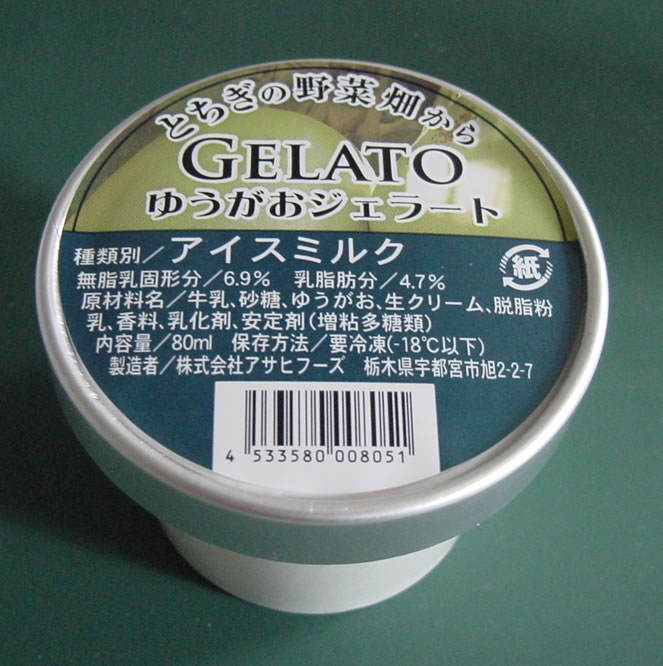 とちぎの野菜畑から
GELATO
ゆうがおジェラート
種類別／アイスミルク
無脂乳固形分／6.9% 乳脂肪分／4.7%
紙
原材料名／牛乳、砂糖、ゆうがお、生クリーム、脱脂粉
乳、香料、乳化剤、安定剤（増粘多糖類）
内容量／80ml 保存方法／要冷凍(-18℃以下)
製造者／株式会社アサヒフーズ 栃木県宇都宮市旭2-2-7
4 533580 008051